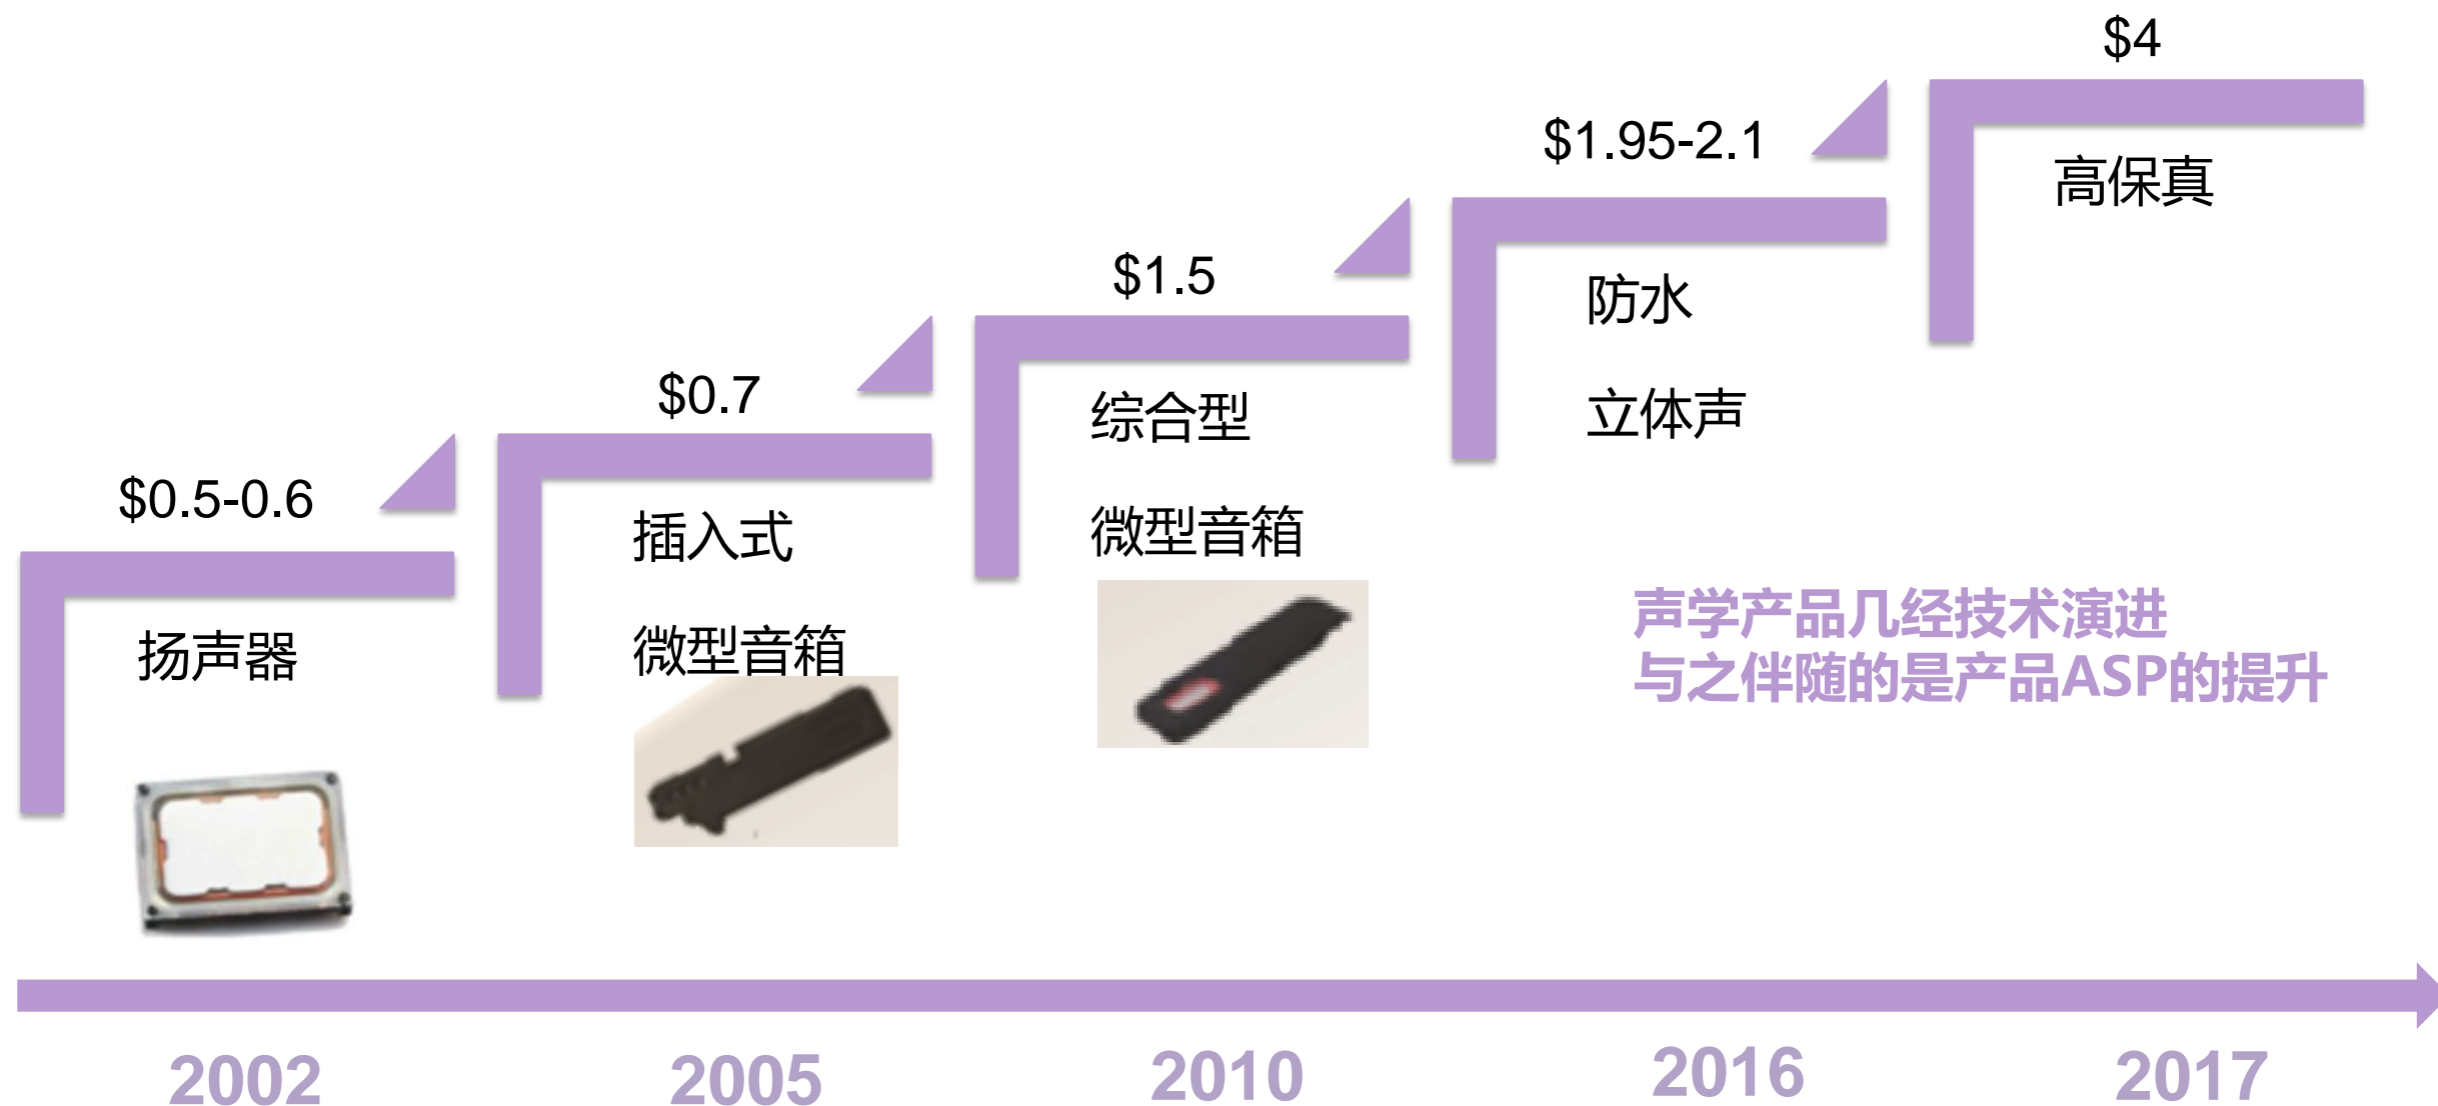 $0.5-0.6
扬声器
$0.7
插入式
微型音箱
$1.5
综合型
微型音箱
$1.95-2.1
防水
立体声
$4
高保真
声学产品几经技术演进
与之伴随的是产品ASP的提升
2002
2005
2010
2016
2017